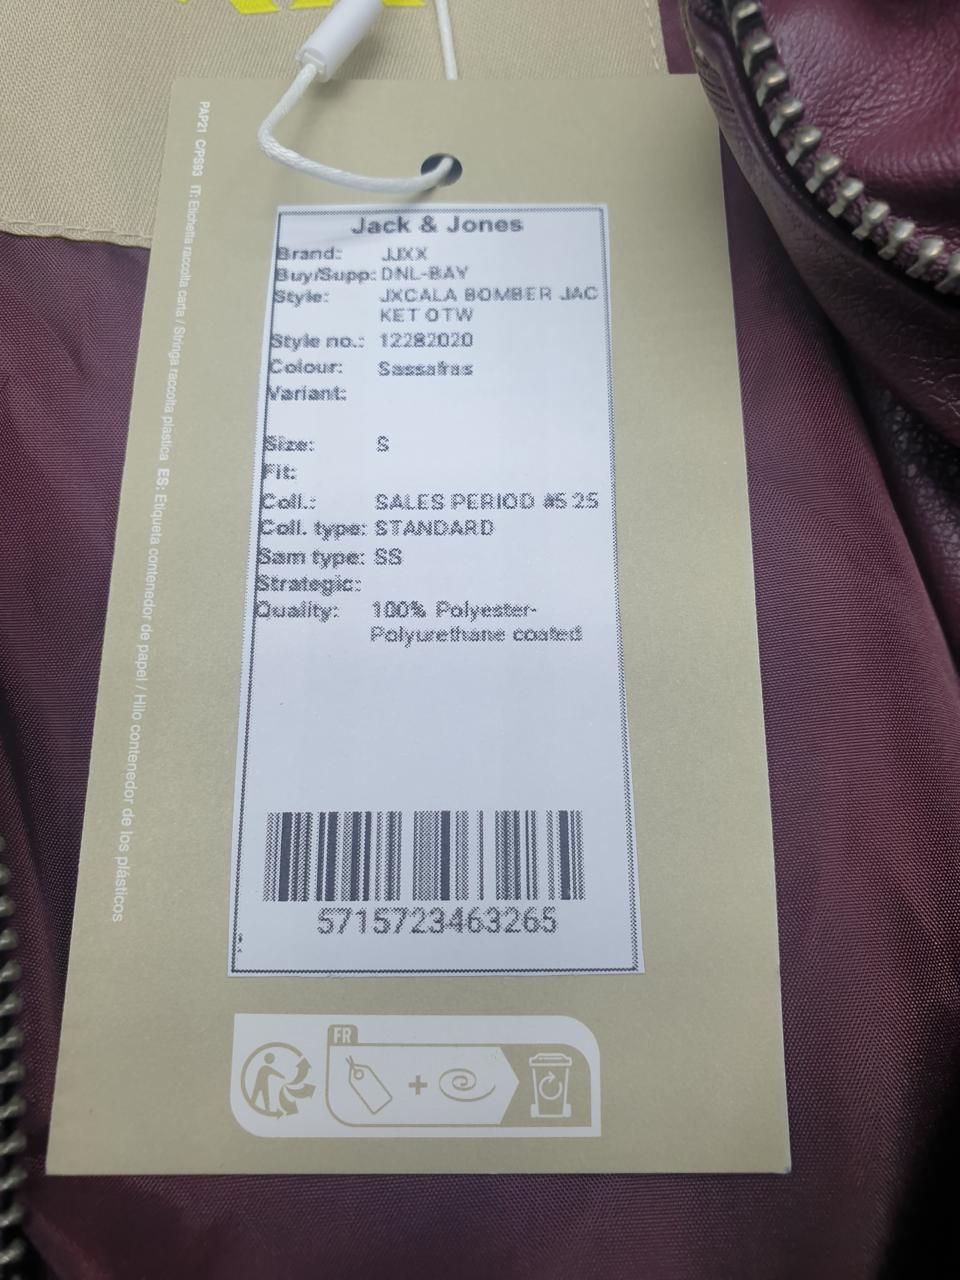 PAP21 C/PS93 IT: Etichetta raccolta carta / Stringa raccolta plastica ES: Etiqueta contenedor de papel / Hilo contenedor de los plásticos
Jack & Jones
Brand: JJXX
Buy/Supp: DNL-BAY
Style: JXCALA BOMBER JAC
KET OTW
Style no.: 12282020
Colour: Sassafras
Variant:
Size: S
Fit:
Coll.: SALES PERIOD #5 25
Coll. type: STANDARD
Sam type: SS
Strategic:
Quality: 100% Polyester-
Polyurethane coated
5715723463265
FR